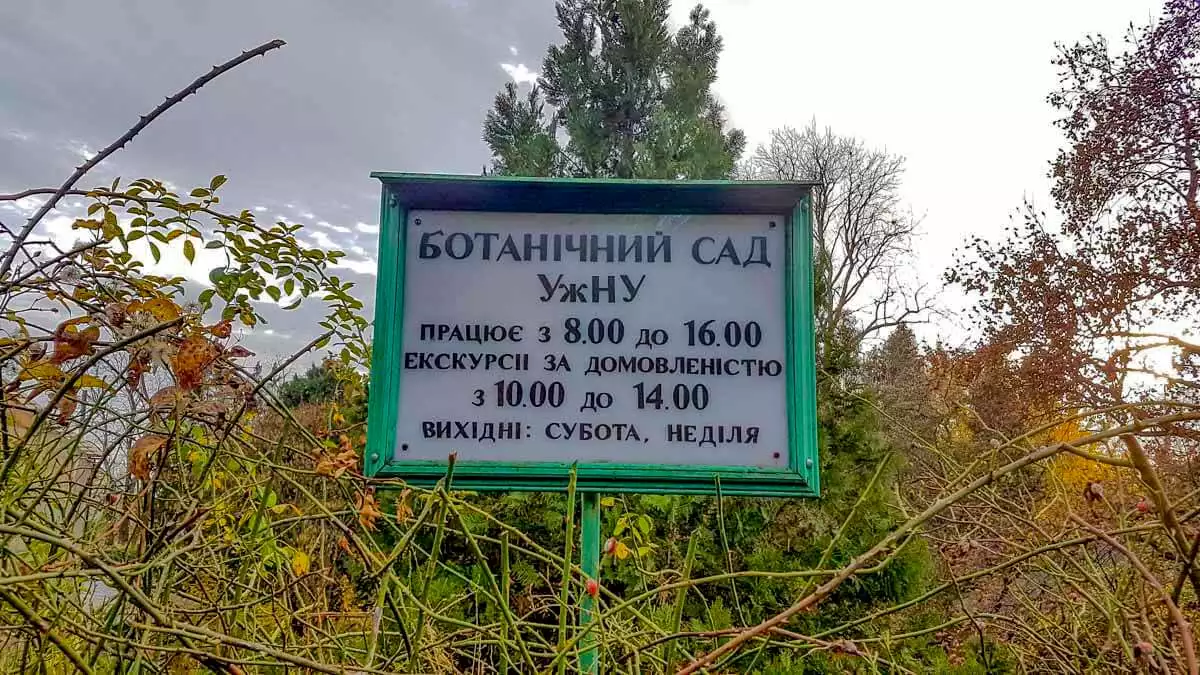 БОТАНІЧНИЙ САД
УжНУ
ПРАЦЮЄ З 8.00 ДО 16.00
ЕКСКУРСІІ ЗА ДОМОВЛЕНІСТЮ
З 10.00 ДО 14.00
ВИХІДНІ: СУБОТА, НЕДІЛЯ